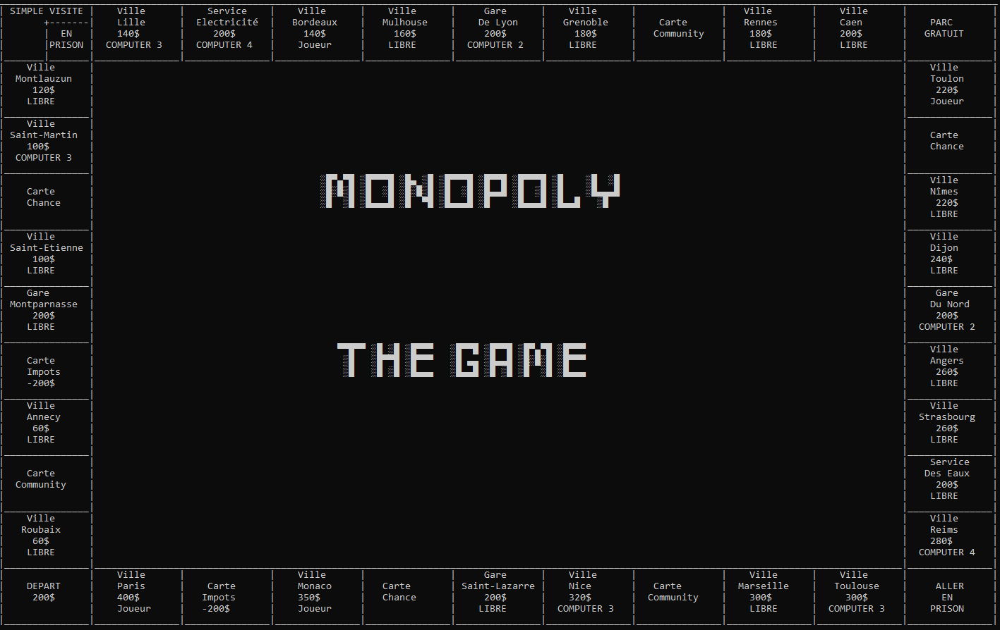 SIMPLE VISITE
EN
PRISON
Ville
Lille
140$
COMPUTER 3
Service
Electricité
200$
COMPUTER 4
Ville
Bordeaux
140$
Joueur
Ville
Mulhouse
160$
LIBRE
Gare
De Lyon
200$
COMPUTER 2
Ville
Grenoble
180$
LIBRE
Carte
Community
Ville
Rennes
180$
LIBRE
Ville
Caen
200$
LIBRE
PARC
GRATUIT
Ville
Montlauzun
120$
LIBRE
Ville
Toulon
220$
Joueur
Ville
Saint-Martin
100$
COMPUTER 3
Carte
Chance
Carte
Chance
Ville
Nîmes
220$
LIBRE
MONOPOLY
Ville
Saint-Etienne
100$
LIBRE
Ville
Dijon
240$
LIBRE
Gare
Montparnasse
200$
LIBRE
Gare
Du Nord
200$
COMPUTER 2
Carte
Impots
-200$
Ville
Angers
260$
LIBRE
THE GAME
Ville
Annecy
60$
LIBRE
Ville
Strasbourg
260$
LIBRE
Carte
Community
Service
Des Eaux
200$
LIBRE
Ville
Roubaix
60$
LIBRE
Ville
Reims
280$
COMPUTER 4
DEPART
200$
Ville
Paris
400$
Joueur
Carte
Impots
-200$
Ville
Monaco
350$
Joueur
Carte
Chance
Gare
Saint-Lazarre
200$
LIBRE
Ville
Nice
320$
COMPUTER 3
Carte
Community
Ville
Marseille
300$
LIBRE
Ville
Toulouse
300$
COMPUTER 3
ALLER
EN
PRISON